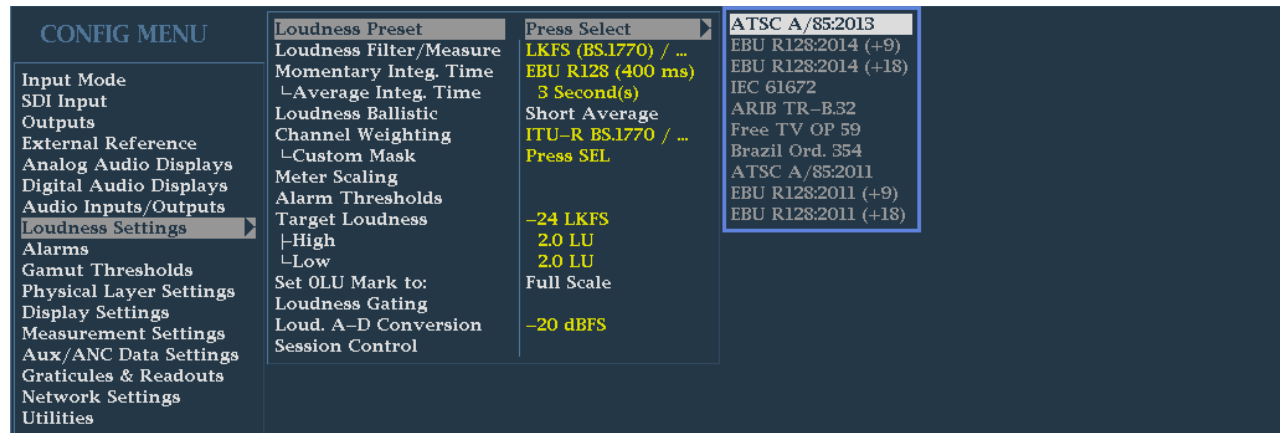 CONFIG MENU
Input Mode
SDI Input
Outputs
External Reference
Analog Audio Displays
Digital Audio Displays
Audio Inputs/Outputs
Loudness Settings
Alarms
Gamut Thresholds
Physical Layer Settings
Display Settings
Measurement Settings
Aux/ANC Data Settings
Graticules & Readouts
Network Settings
Utilities
Loudness Preset Press Select
Loudness Filter/Measure LKFS (BS.1770) / ...
Momentary Integ. Time EBU R128 (400 ms)
└Average Integ. Time 3 Second(s)
Loudness Ballistic Short Average
Channel Weighting ITU–R BS.1770 / ...
└Custom Mask Press SEL
Meter Scaling
Alarm Thresholds
Target Loudness –24 LKFS
├High 2.0 LU
└Low 2.0 LU
Set 0LU Mark to: Full Scale
Loudness Gating
Loud. A–D Conversion –20 dBFS
Session Control
ATSC A/85:2013
EBU R128:2014 (+9)
EBU R128:2014 (+18)
IEC 61672
ARIB TR–B.32
Free TV OP 59
Brazil Ord. 354
ATSC A/85:2011
EBU R128:2011 (+9)
EBU R128:2011 (+18)